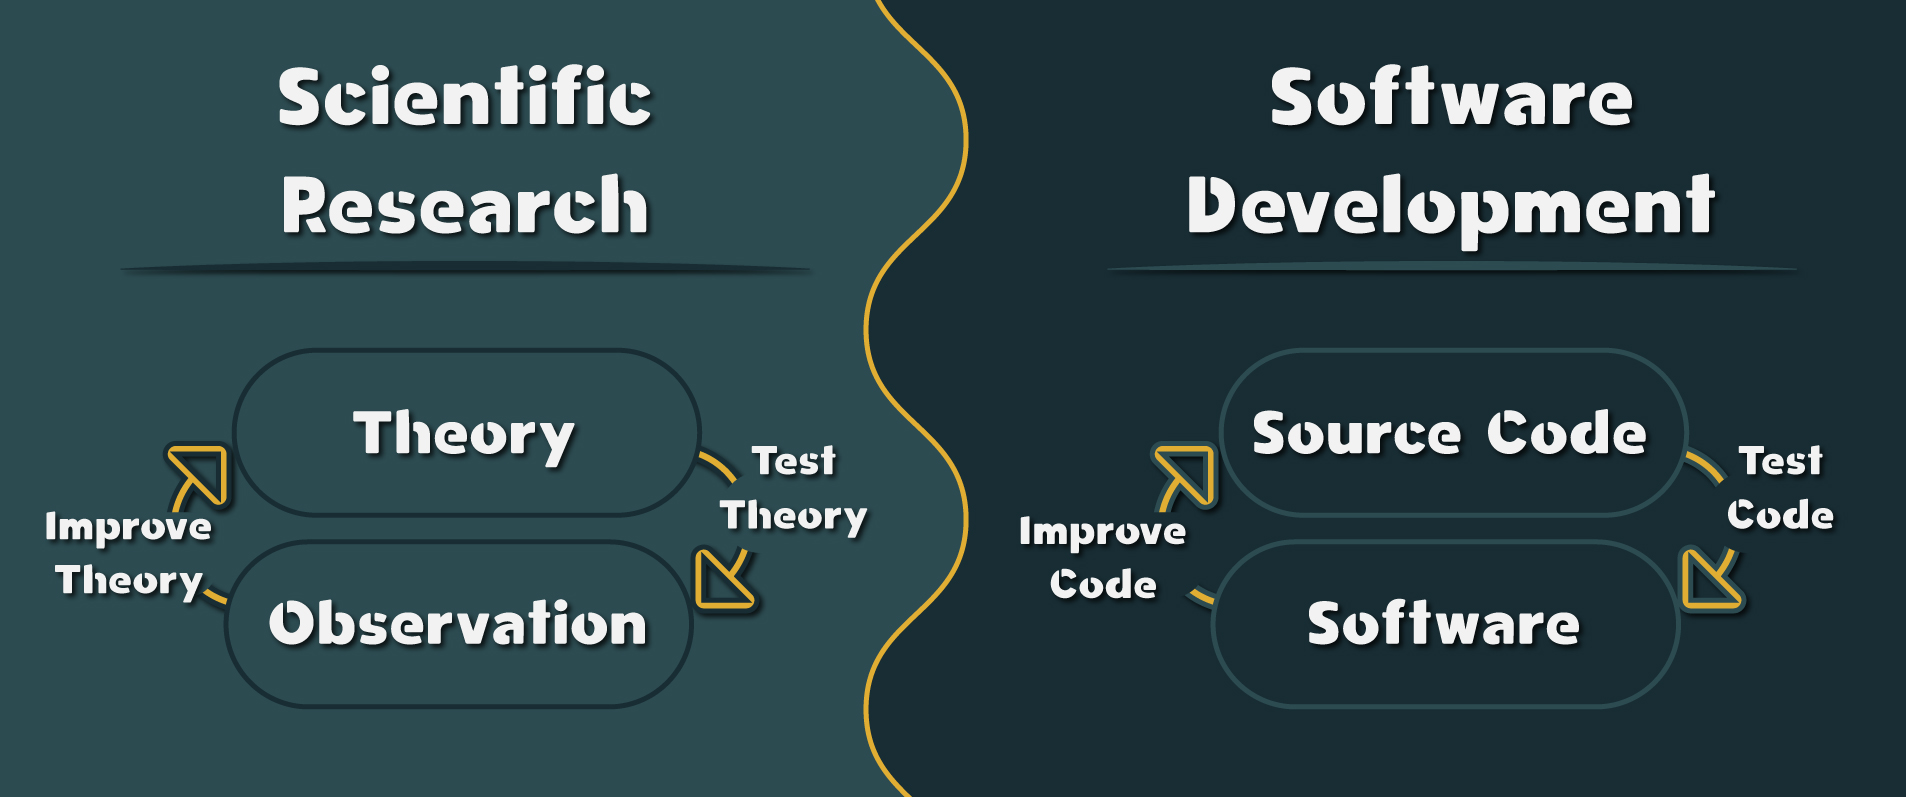 Scientific
Research
Theory
Test
Theory
Improve
Theory
Observation
Software
Development
Source Code
Test
Code
Improve
Code
Software